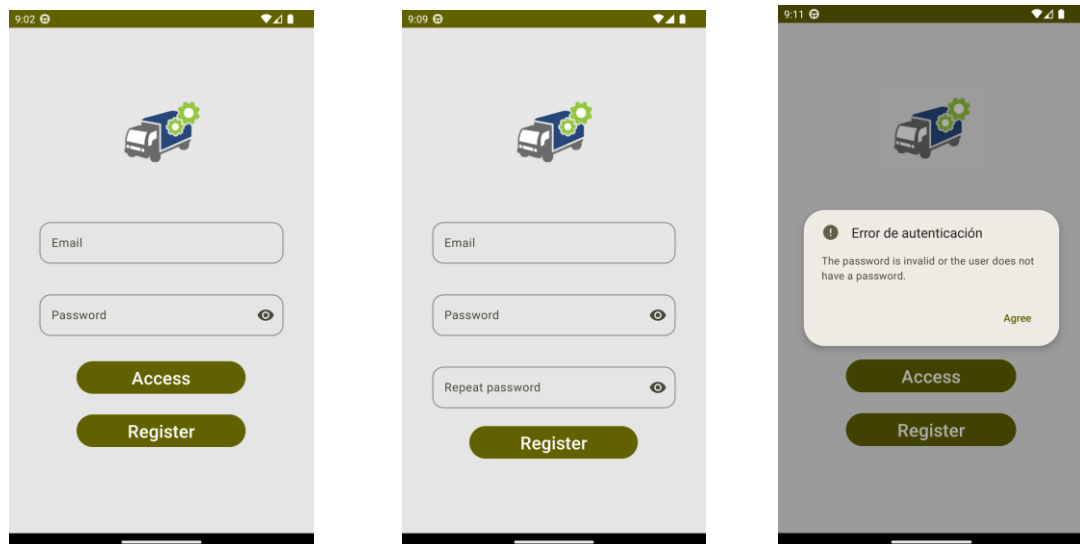 9:02
Email
Password
Access
Register
9:09
Email
Password
Repeat password
Register
9:11
Error de autenticación
The password is invalid or the user does not
have a password.
Agree
Access
Register